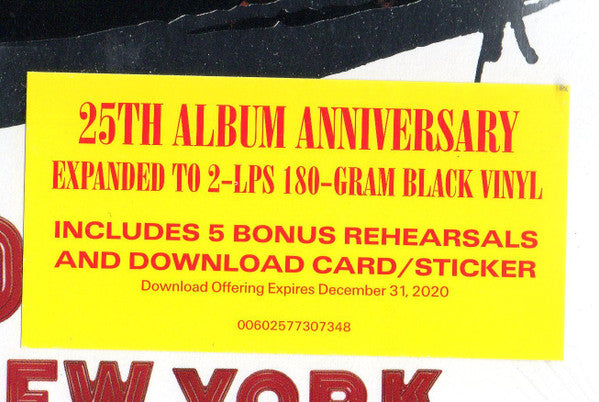 25TH ALBUM ANNIVERSARY
EXPANDED TO 2-LPS 180-GRAM BLACK VINYL
INCLUDES 5 BONUS REHEARSALS
AND DOWNLOAD CARD/STICKER
Download Offering Expires December 31, 2020
00602577307348
EW YORK